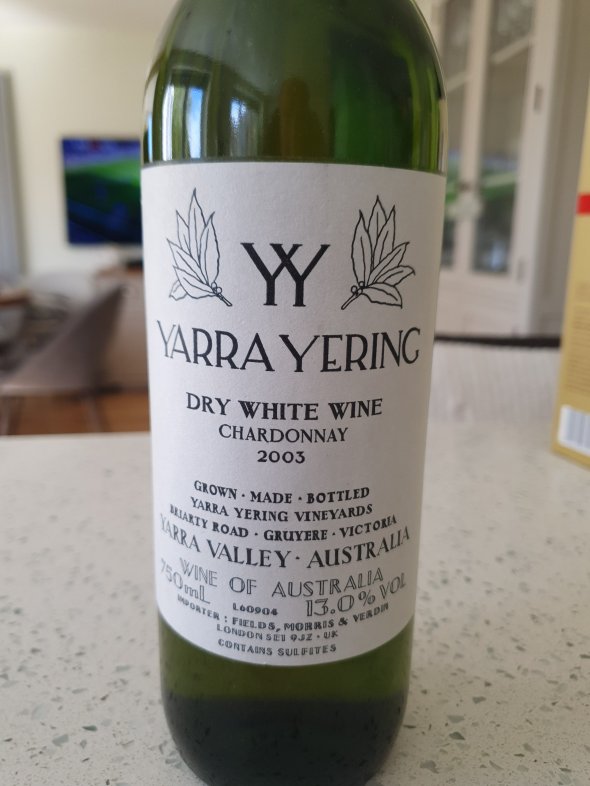 YY
YARRA YERING
DRY WHITE WINE
CHARDONNAY
2003
GROWN · MADE · BOTTLED
YARRA YERING VINEYARDS
BRIARTY ROAD · GRUYERE · VICTORIA
YARRA VALLEY · AUSTRALIA
WINE OF AUSTRALIA
750mL L60904 13.0% VOL
IMPORTER : FIELDS, MORRIS & VERDIN
LONDON SE1 9JZ · UK
CONTAINS SULFITES